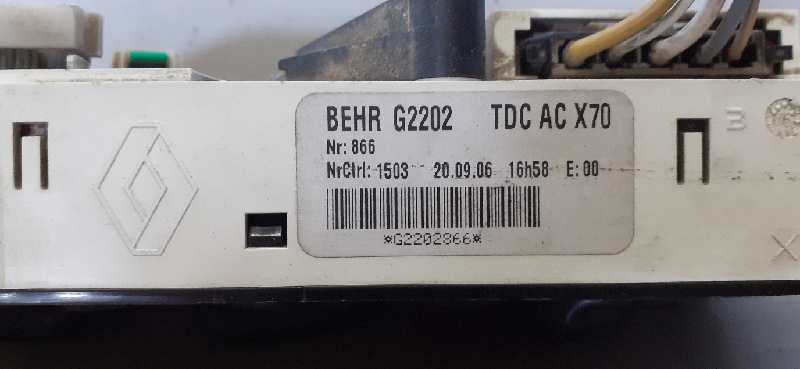 BEHR G2202 TDC AC X70
Nr: 866
NrCtrl: 1503 20.09.06 16h58 E: 00
*G2202866*
B
X